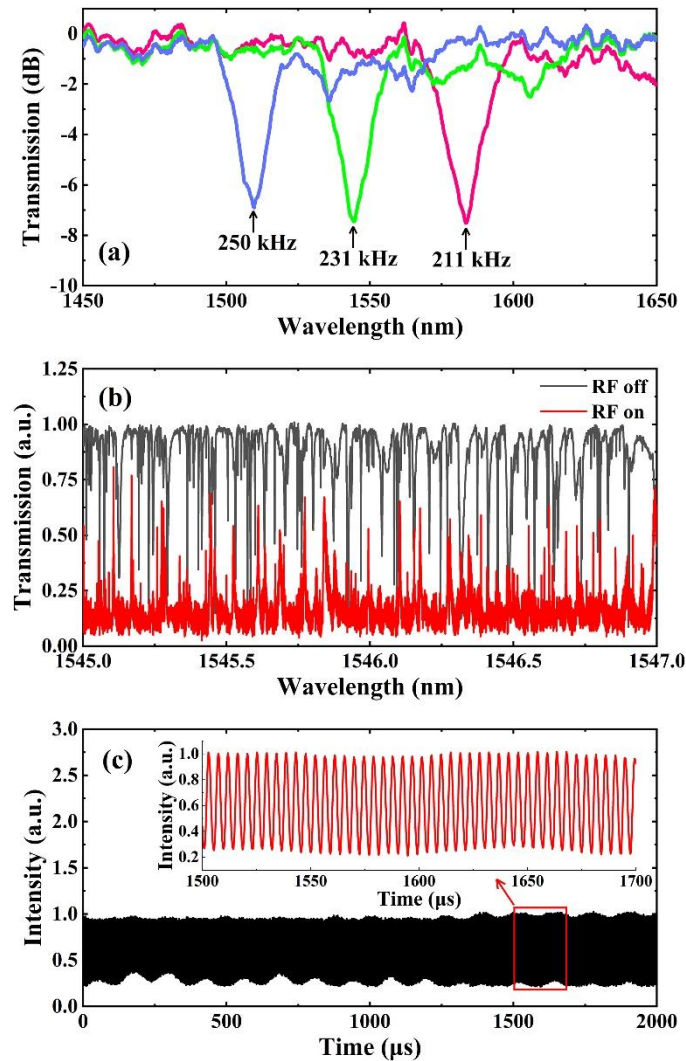 0
-2
-4
-6
-8
-10
Transmission (dB)
(a)
250 kHz
231 kHz
211 kHz
1450
1500
1550
1600
1650
Wavelength (nm)
1.25
1.00
0.75
0.50
0.25
0.00
Transmission (a.u.)
(b)
RF off
RF on
1545.0
1545.5
1546.0
1546.5
1547.0
Wavelength (nm)
3.0
2.5
2.0
1.5
1.0
0.5
0.0
Intensity (a.u.)
(c)
1.0
0.8
0.6
0.4
0.2
Intensity (a.u.)
1500
1550
1600
1650
1700
Time (μs)
0
500
1000
1500
2000
Time (μs)